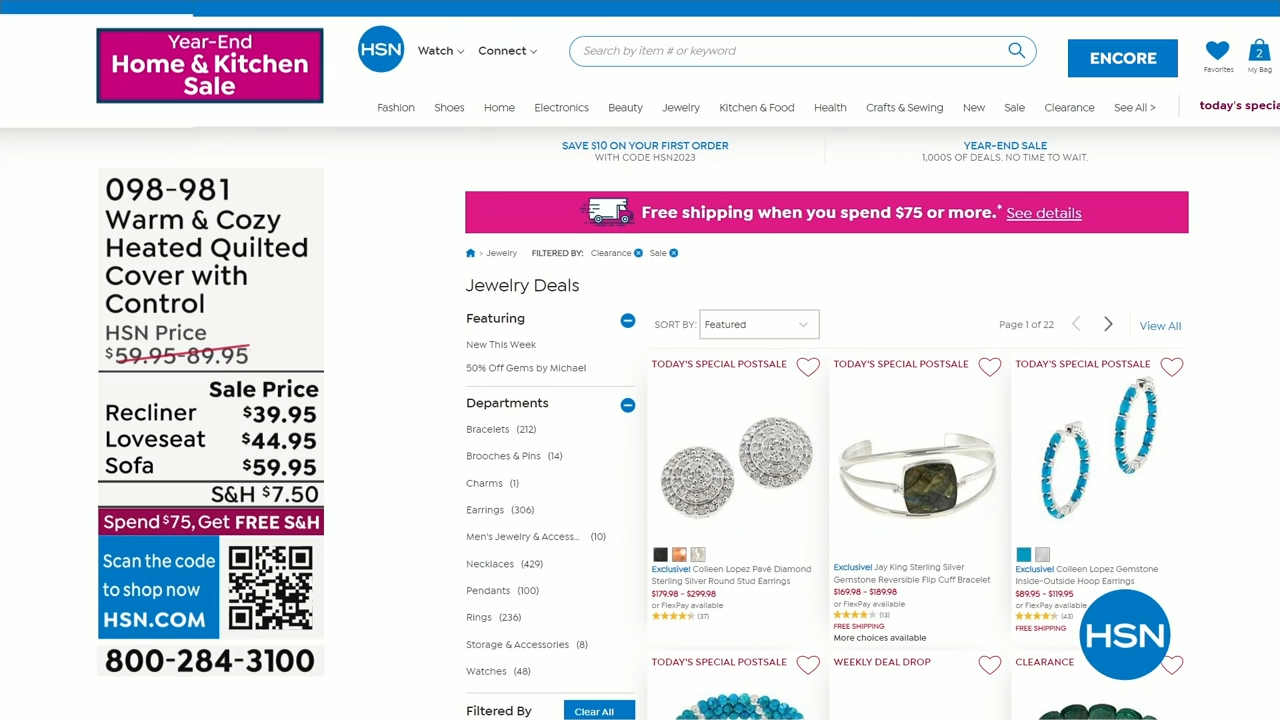 Year-End
Home & Kitchen
Sale
HSN
Watch
Connect
Search by item # or keyword
ENCORE
Favorites
2
My Bag
Fashion
Shoes
Home
Electronics
Beauty
Jewelry
Kitchen & Food
Health
Crafts & Sewing
New
Sale
Clearance
See All >
today's specia
SAVE $10 ON YOUR FIRST ORDER
WITH CODE HSN2023
YEAR-END SALE
1,000S OF DEALS. NO TIME TO WAIT.
098-981
Warm & Cozy
Heated Quilted
Cover with
Control
HSN Price
$59.95-89.95
Sale Price
Recliner $39.95
Loveseat $44.95
Sofa $59.95
S&H $7.50
Spend $75, Get FREE S&H
Scan the code
to shop now
HSN.COM
800-284-3100
Free shipping when you spend $75 or more.* See details
> Jewelry FILTERED BY: Clearance Sale
Jewelry Deals
Featuring
New This Week
50% Off Gems by Michael
Departments
Bracelets (212)
Brooches & Pins (14)
Charms (1)
Earrings (306)
Men's Jewelry & Access... (10)
Necklaces (429)
Pendants (100)
Rings (236)
Storage & Accessories (8)
Watches (48)
Filtered By
Clear All
SORT BY: Featured
Page 1 of 22
View All
TODAY'S SPECIAL POSTSALE
Exclusive! Colleen Lopez Pavé Diamond
Sterling Silver Round Stud Earrings
$179.98 - $299.98
or FlexPay available
(37)
TODAY'S SPECIAL POSTSALE
Exclusive! Jay King Sterling Silver
Gemstone Reversible Flip Cuff Bracelet
$169.98 - $189.98
or FlexPay available
(13)
FREE SHIPPING
More choices available
TODAY'S SPECIAL POSTSALE
Exclusive! Colleen Lopez Gemstone
Inside-Outside Hoop Earrings
$89.95 - $119.95
or FlexPay available
(43)
FREE SHIPPING
HSN
TODAY'S SPECIAL POSTSALE
WEEKLY DEAL DROP
CLEARANCE